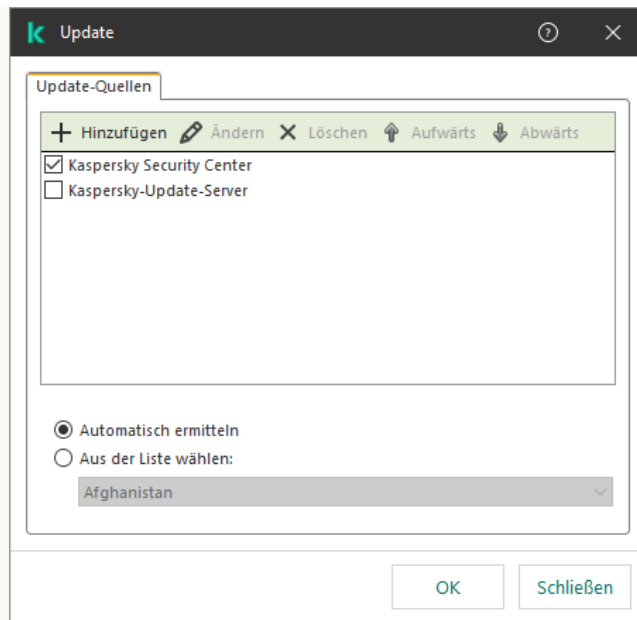 Update
Update-Quellen
Hinzufügen Ändern Löschen Aufwärts Abwärts
Kaspersky Security Center
Kaspersky-Update-Server
Automatisch ermitteln
Aus der Liste wählen:
Afghanistan
OK Schließen